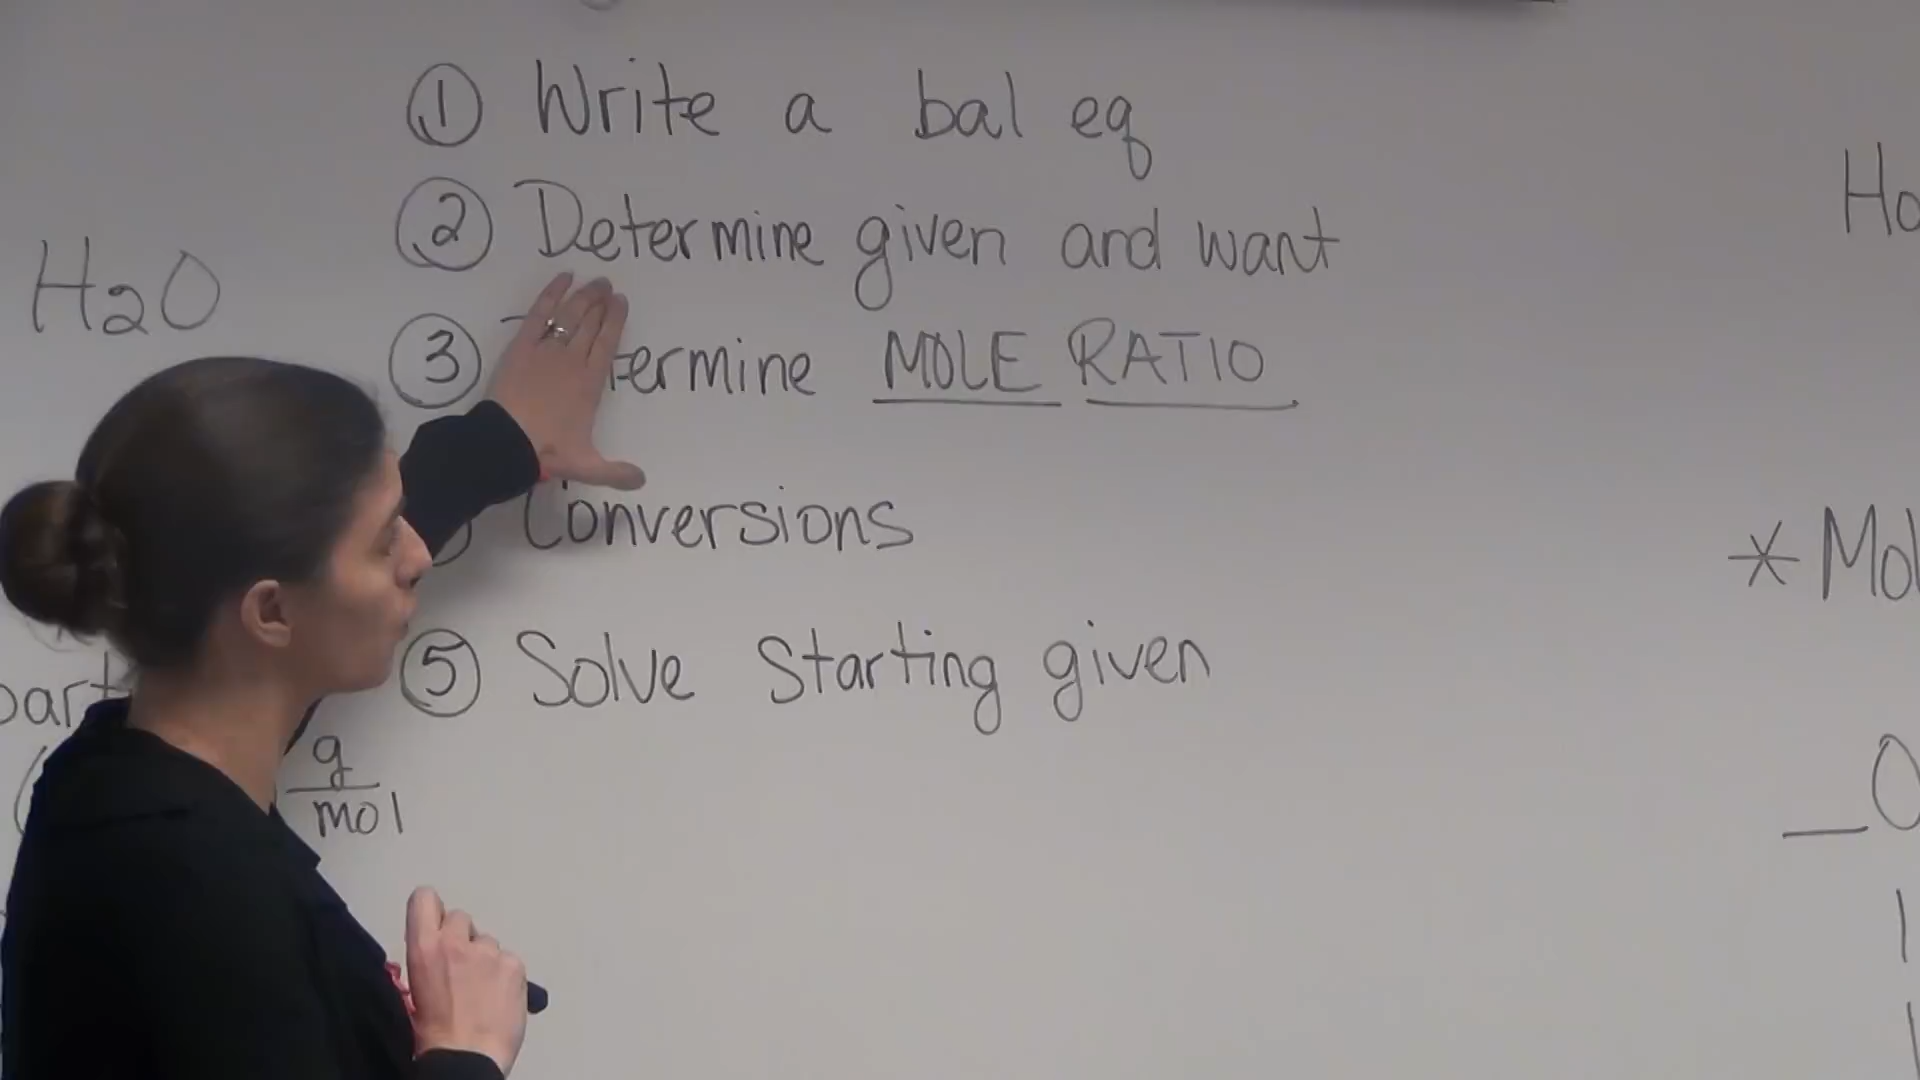 ① Write a bal eq
② Determine given and want
③ Determine MOLE RATIO
Conversions
⑤ Solve Starting given
H2O
g
mol